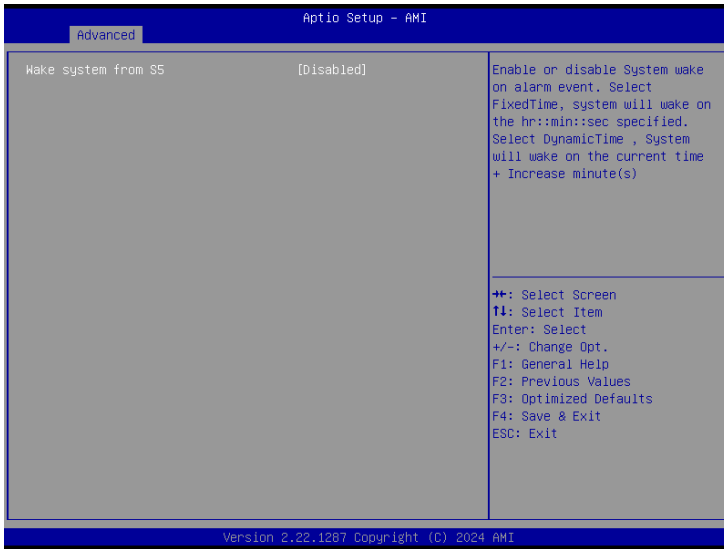 Aptio Setup – AMI
Advanced
Wake system from S5 [Disabled]
Enable or disable System wake
on alarm event. Select
FixedTime, system will wake on
the hr::min::sec specified.
Select DynamicTime , System
will wake on the current time
+ Increase minute(s)
→←: Select Screen
↑↓: Select Item
Enter: Select
+/-: Change Opt.
F1: General Help
F2: Previous Values
F3: Optimized Defaults
F4: Save & Exit
ESC: Exit
Version 2.22.1287 Copyright (C) 2024 AMI